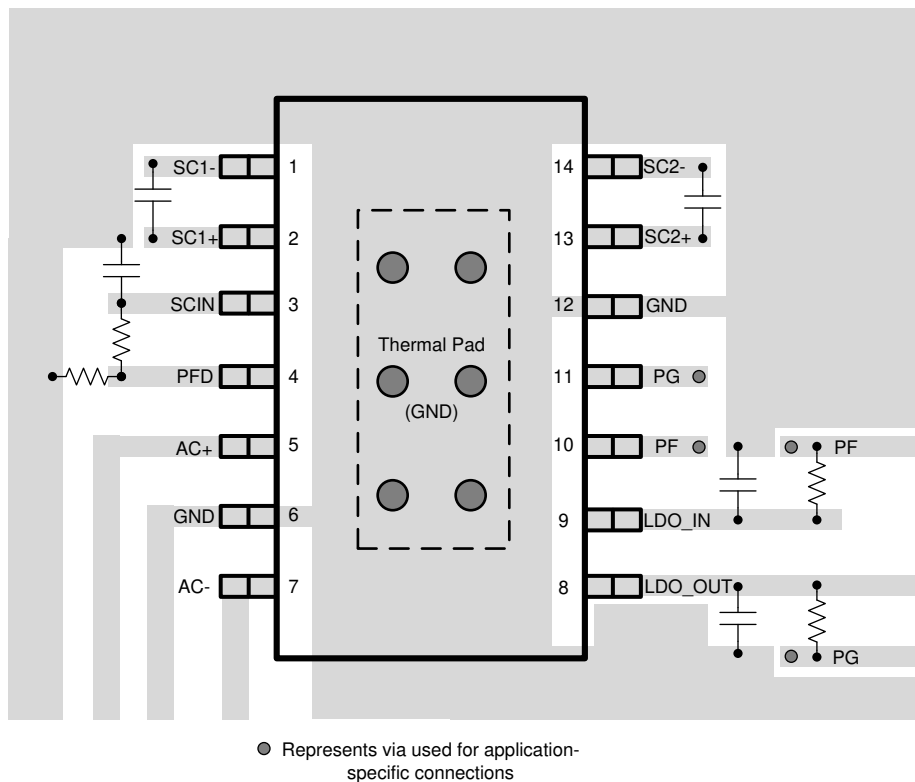 SC1- 1 14 SC2-
SC1+ 2 13 SC2+
SCIN 3 12 GND
Thermal Pad
PFD 4 11 PG
(GND)
AC+ 5 10 PF PF
GND 6 9 LDO_IN
AC- 7 8 LDO_OUT
PG
Represents via used for application-
specific connections